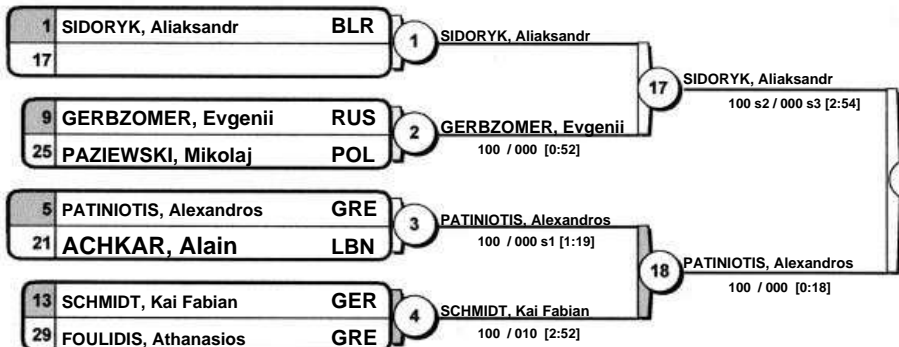 1 SIDORYK, Aliaksandr BLR
17
1
SIDORYK, Aliaksandr
9 GERBZOMER, Evgenii RUS
25 PAZIEWSKI, Mikolaj POL
2
GERBZOMER, Evgenii
100 / 000 [0:52]
17
SIDORYK, Aliaksandr
100 s2 / 000 s3 [2:54]
5 PATINIOTIS, Alexandros GRE
21 ACHKAR, Alain LBN
3
PATINIOTIS, Alexandros
100 / 000 s1 [1:19]
13 SCHMIDT, Kai Fabian GER
29 FOULIDIS, Athanasios GRE
4
SCHMIDT, Kai Fabian
100 / 010 [2:52]
18
PATINIOTIS, Alexandros
100 / 000 [0:18]